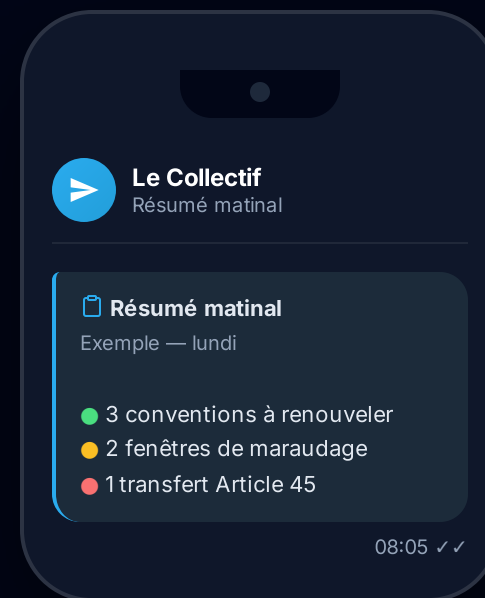 Le Collectif
Résumé matinal
Résumé matinal
Exemple — lundi
3 conventions à renouveler
2 fenêtres de maraudage
1 transfert Article 45
08:05 ✓✓